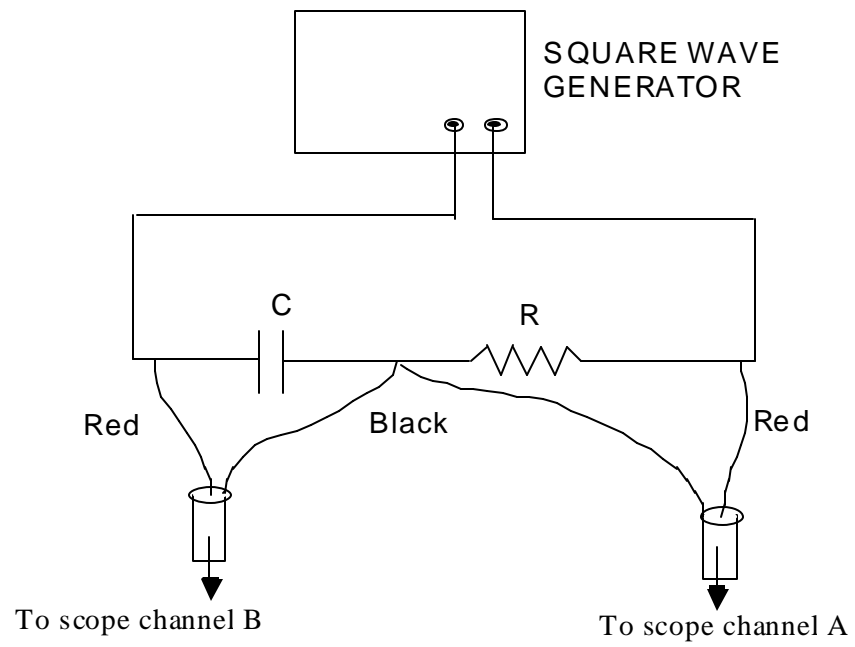 SQUARE WAVE
GENERATOR
C
R
Red
Black
Red
To scope channel B
To scope channel A